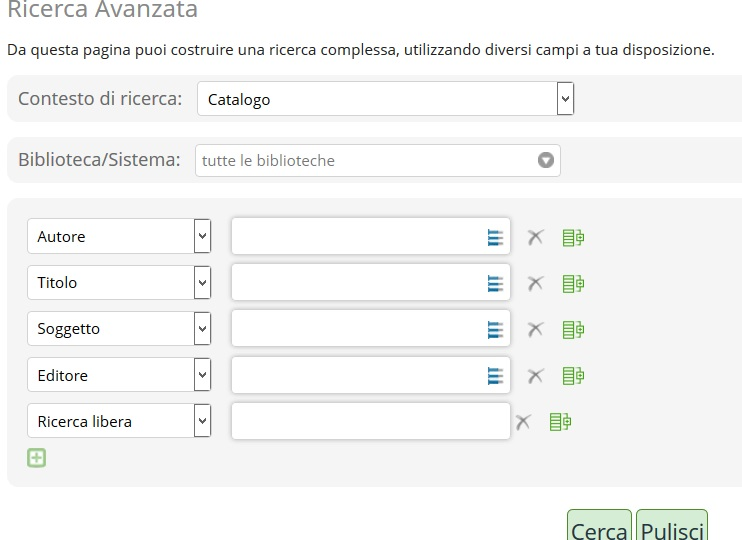 Ricerca Avanzata
Da questa pagina puoi costruire una ricerca complessa, utilizzando diversi campi a tua disposizione.
Contesto di ricerca: Catalogo
Biblioteca/Sistema: tutte le biblioteche
Autore
Titolo
Soggetto
Editore
Ricerca libera
Cerca Pulisci